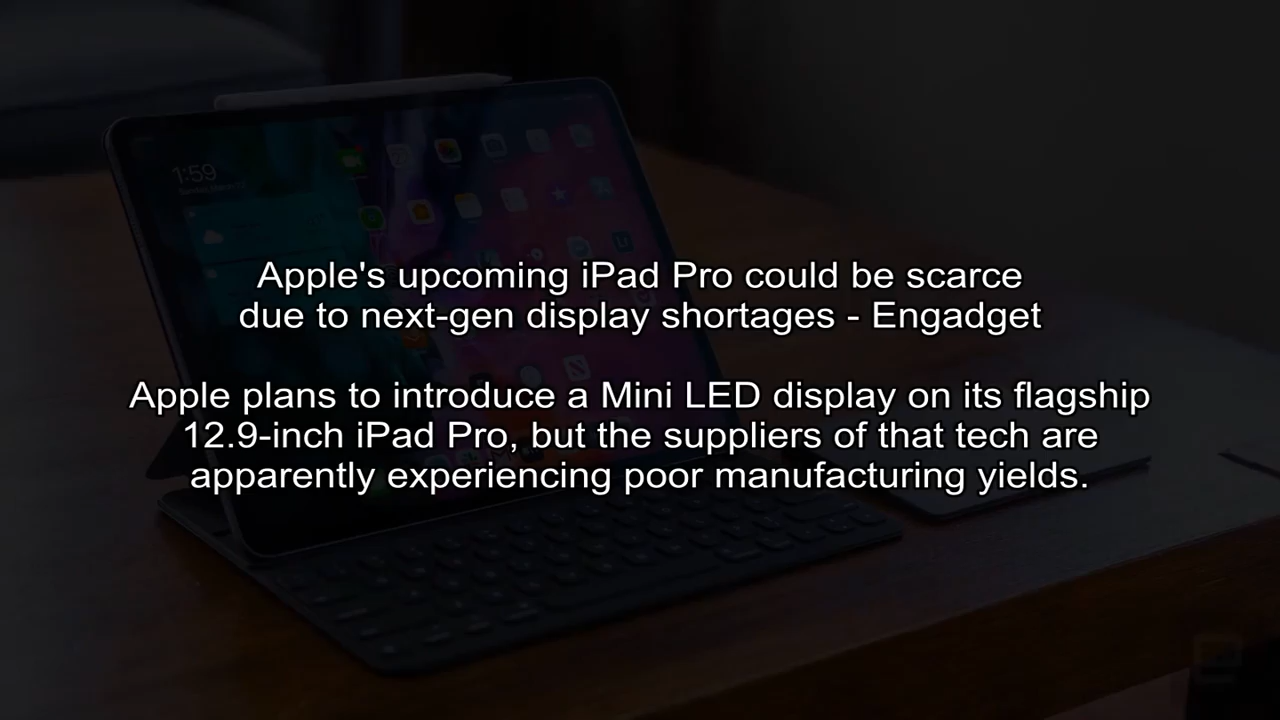 1:59
Apple's upcoming iPad Pro could be scarce
due to next-gen display shortages - Engadget
Apple plans to introduce a Mini LED display on its flagship
12.9-inch iPad Pro, but the suppliers of that tech are
apparently experiencing poor manufacturing yields.